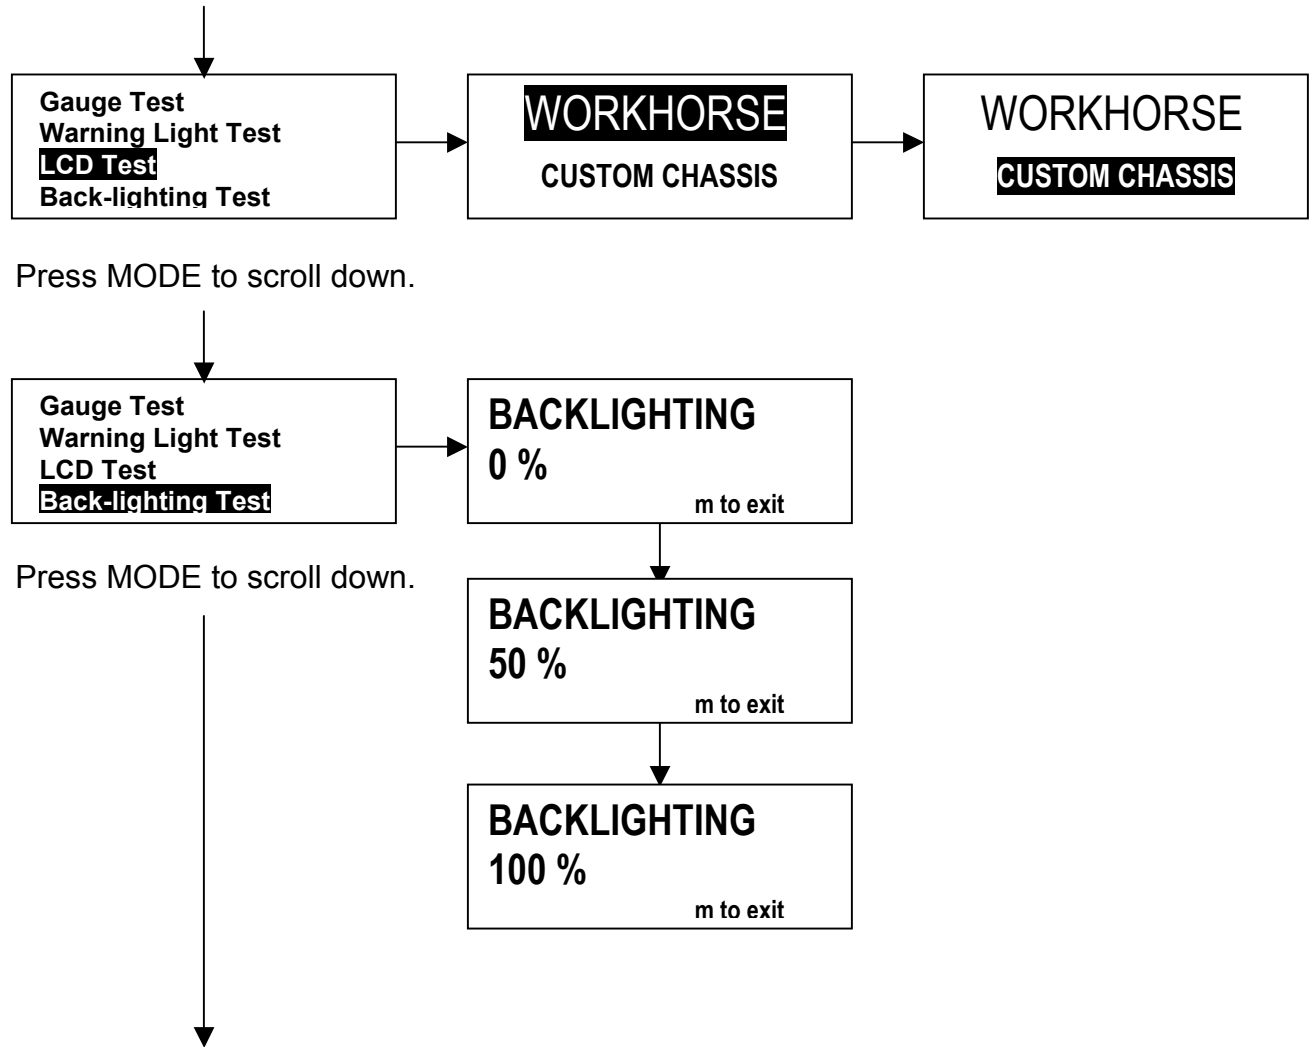 Gauge Test
Warning Light Test
LCD Test
Back-lighting Test
WORKHORSE
CUSTOM CHASSIS
WORKHORSE
CUSTOM CHASSIS
Press MODE to scroll down.
Gauge Test
Warning Light Test
LCD Test
Back-lighting Test
BACKLIGHTING
0 %
m to exit
Press MODE to scroll down.
BACKLIGHTING
50 %
m to exit
BACKLIGHTING
100 %
m to exit